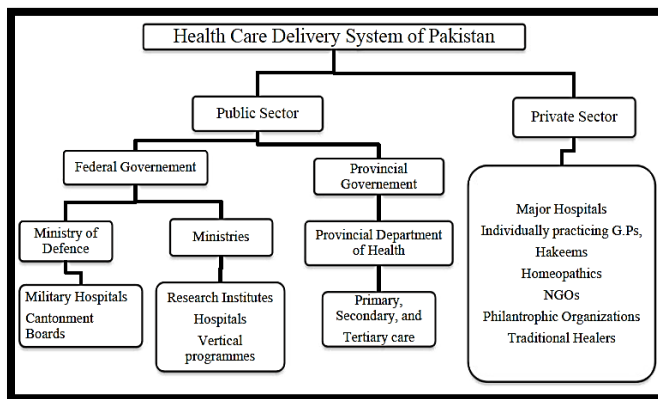 Health Care Delivery System of Pakistan
Public Sector
Private Sector
Federal Governement
Provincial
Governement
Ministry of
Defence
Ministries
Provincial Department
of Health
Military Hospitals
Cantonment
Boards
Research Institutes
Hospitals
Vertical
programmes
Primary,
Secondary, and
Tertiary care
Major Hospitals
Individually practicing G.Ps,
Hakeems
Homeopathics
NGOs
Philantrophic Organizations
Traditional Healers